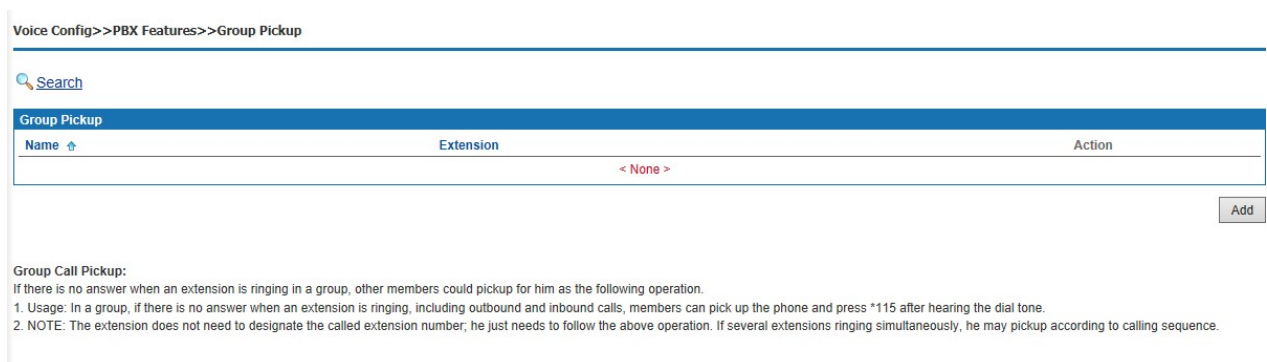 Voice Config>>PBX Features>>Group Pickup
Search
Group Pickup
Name Extension Action
< None >
Add
Group Call Pickup:
If there is no answer when an extension is ringing in a group, other members could pickup for him as the following operation.
1. Usage: In a group, if there is no answer when an extension is ringing, including outbound and inbound calls, members can pick up the phone and press *115 after hearing the dial tone.
2. NOTE: The extension does not need to designate the called extension number; he just needs to follow the above operation. If several extensions ringing simultaneously, he may pickup according to calling sequence.